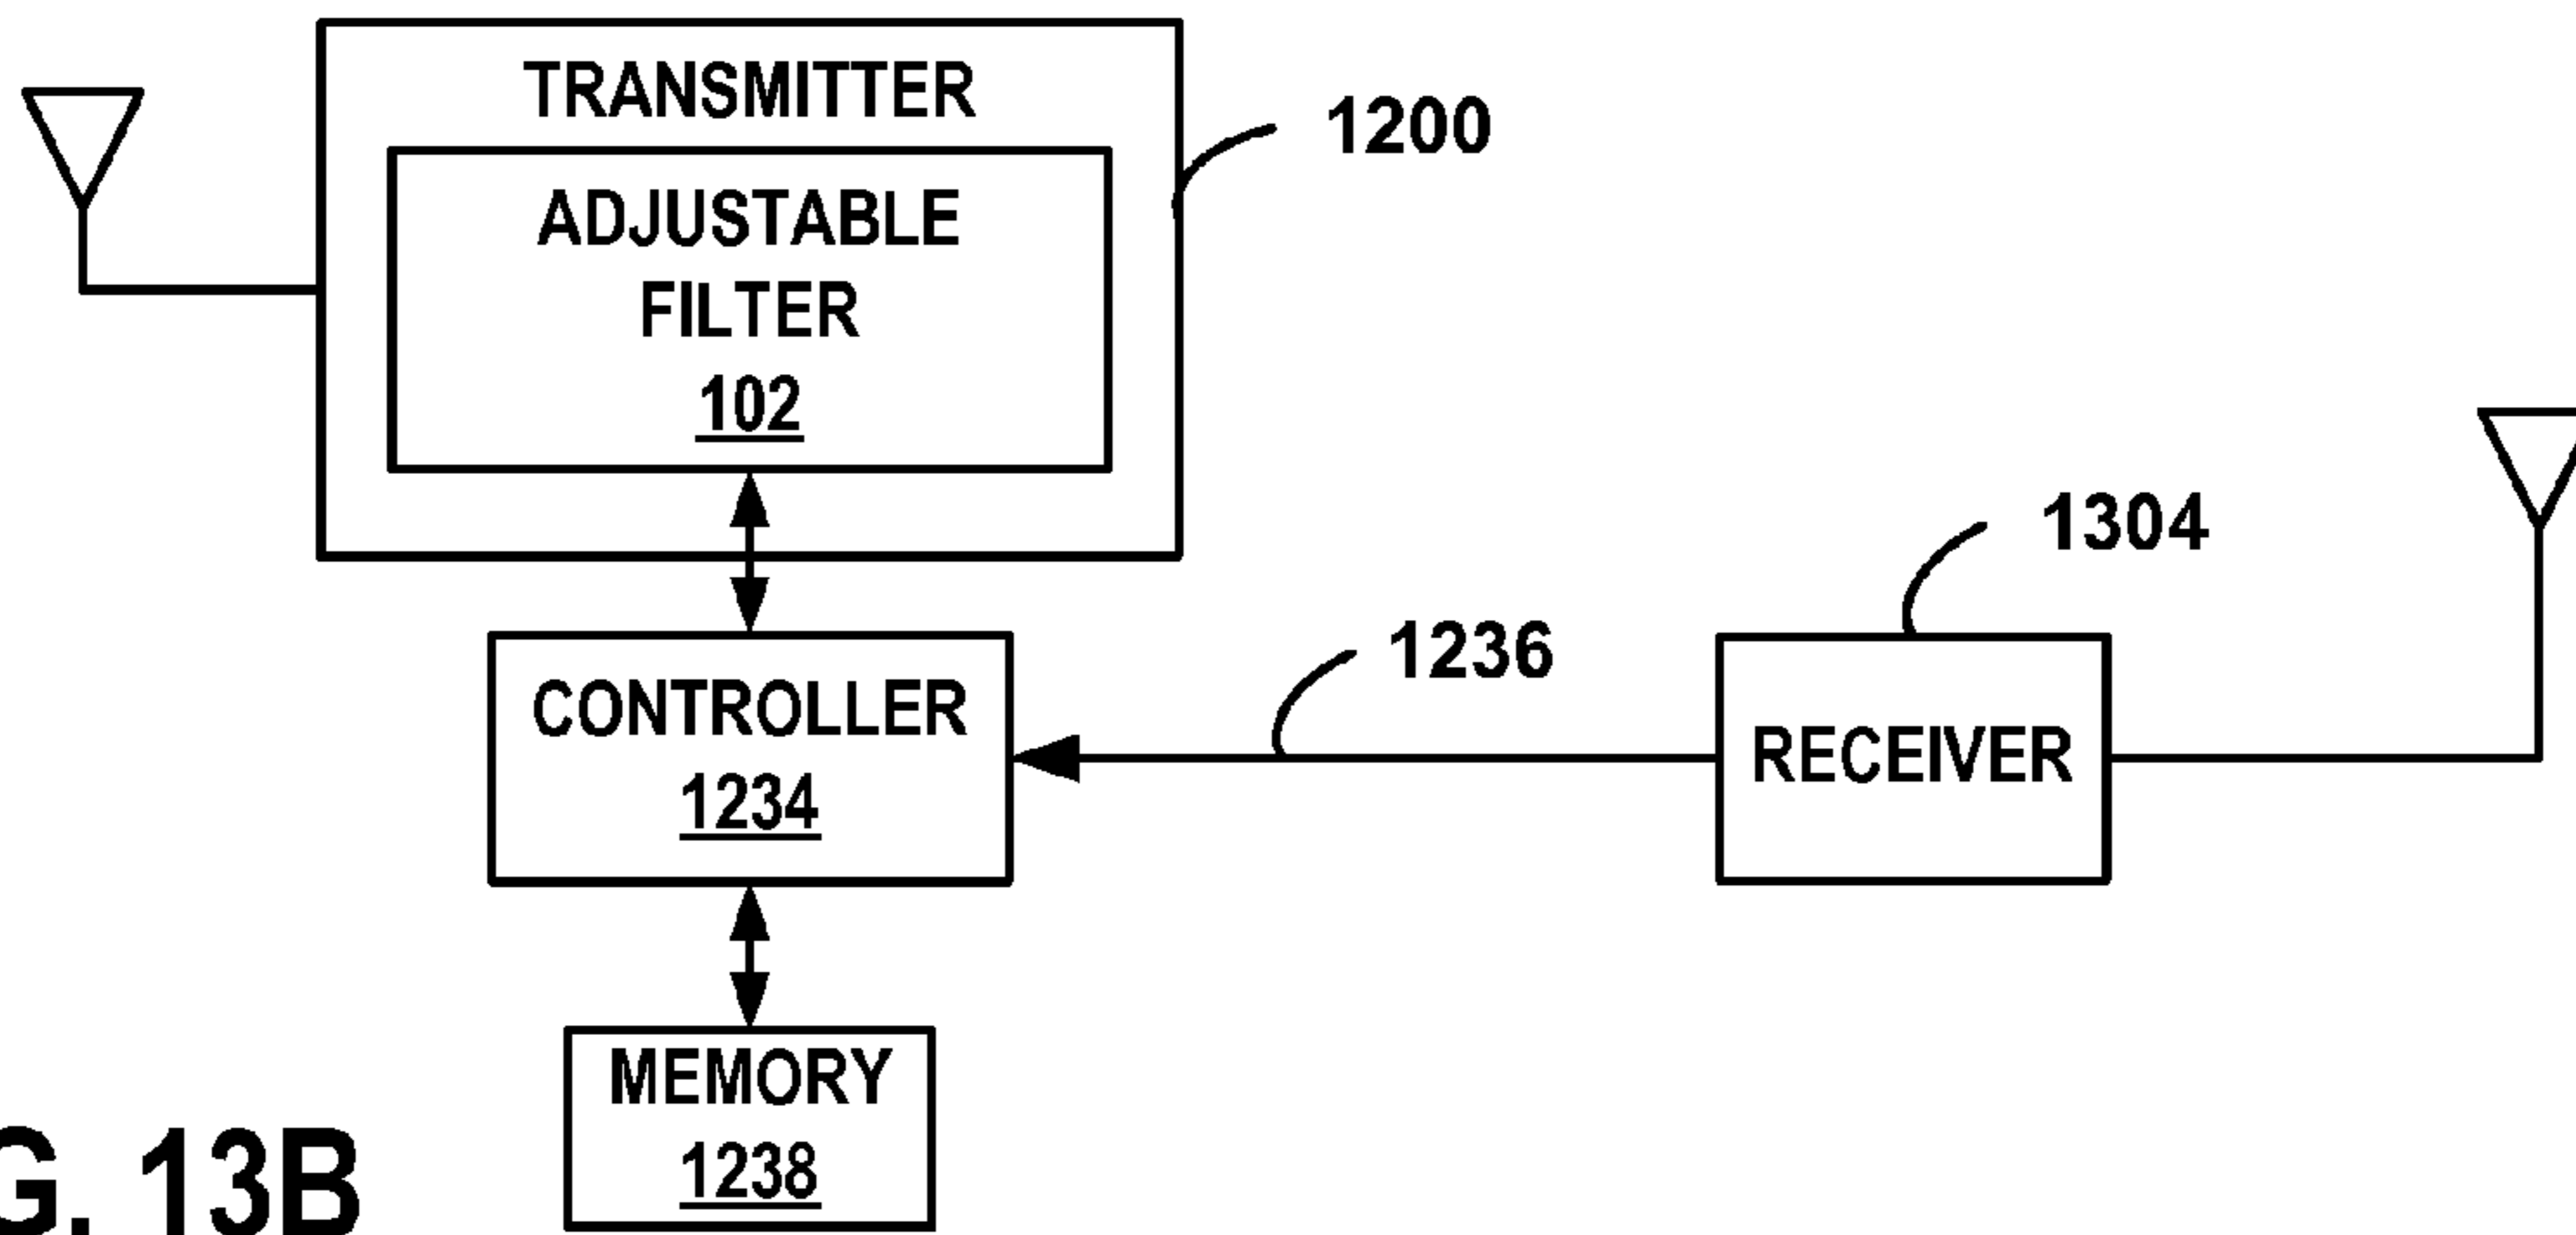 TRANSMITTER
1200
ADJUSTABLE
FILTER
102
1304
1236
CONTROLLER
1234
RECEIVER
MEMORY
1238
G. 13B